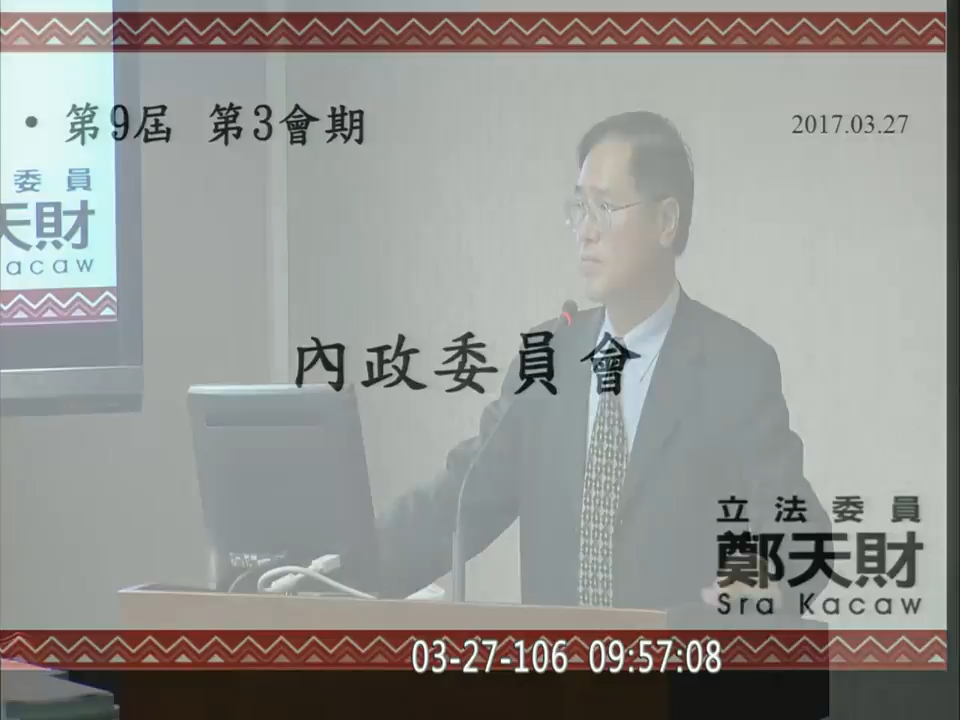 • 第9屆 第3會期
2017.03.27
委員
天財
acaw
內政委員會
立法委員
鄭天財
Sra Kacaw
03-27-106 09:57:08